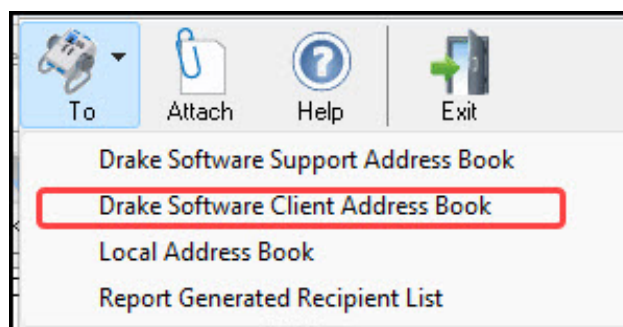 To Attach Help Exit
Drake Software Support Address Book
Drake Software Client Address Book
Local Address Book
Report Generated Recipient List